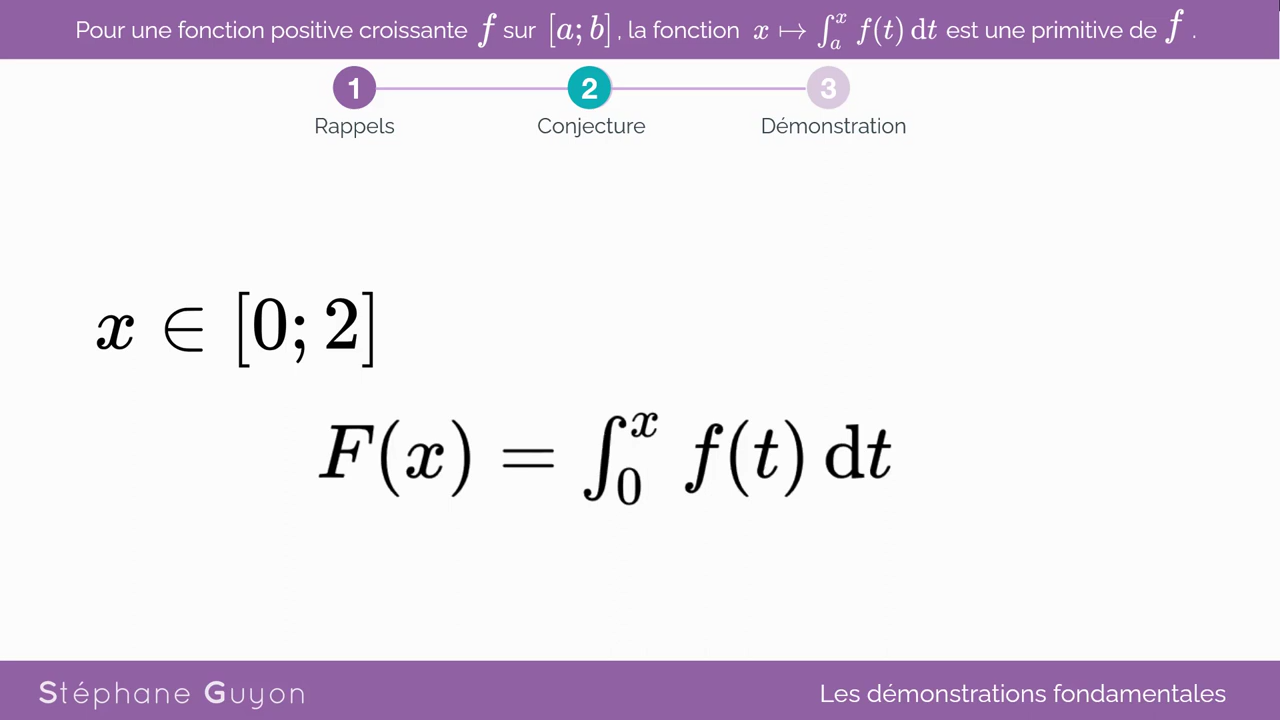 Pour une fonction positive croissante f sur [a; b], la fonction x ↦ ∫ₐˣ f(t) dt est une primitive de f .
1 2 3
Rappels Conjecture Démonstration
x ∈ [0; 2]
F(x) = ∫₀ˣ f(t) dt
Stéphane Guyon
Les démonstrations fondamentales